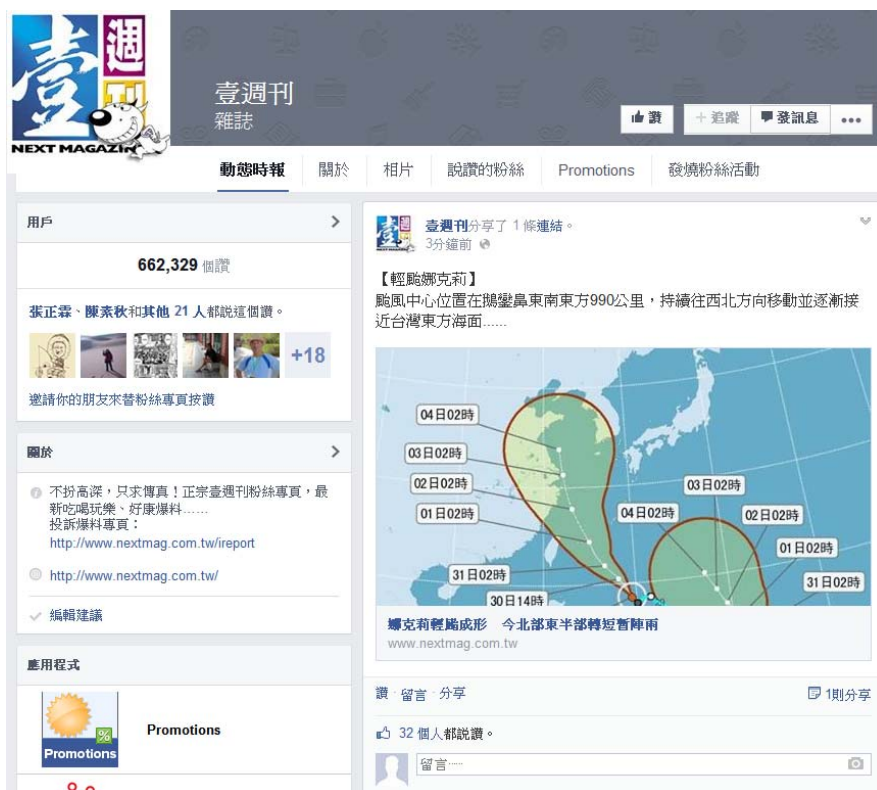 壹週刊
NEXT MAGAZIN
壹週刊
雜誌
讚
+ 追蹤
發訊息
動態時報
關於
相片
說讚的粉絲
Promotions
發燒粉絲活動
用戶
662,329 個讚
張正霖、陳素秋和其他 21 人都說這個讚。
+18
邀請你的朋友來替粉絲專頁按讚
關於
不扮高深,只求傳真!正宗壹週刊粉絲專頁,最
新吃喝玩樂、好康爆料……
投訴爆料專頁:
http://www.nextmag.com.tw/ireport
http://www.nextmag.com.tw/
編輯建議
應用程式
%
Promotions
Promotions
壹週刊分享了 1 條連結。
3分鐘前
【輕颱娜克莉】
颱風中心位置在鵝鑾鼻東南東方990公里,持續往西北方向移動並逐漸接
近台灣東方海面......
04日02時
03日02時
02日02時
01日02時
31日02時
30日14時
03日02時
04日02時
02日02時
01日02時
31日02時
娜克莉輕颱成形 今北部東半部轉短暫陣雨
www.nextmag.com.tw
讚 · 留言 · 分享
1則分享
32 個人都說讚。
留言……